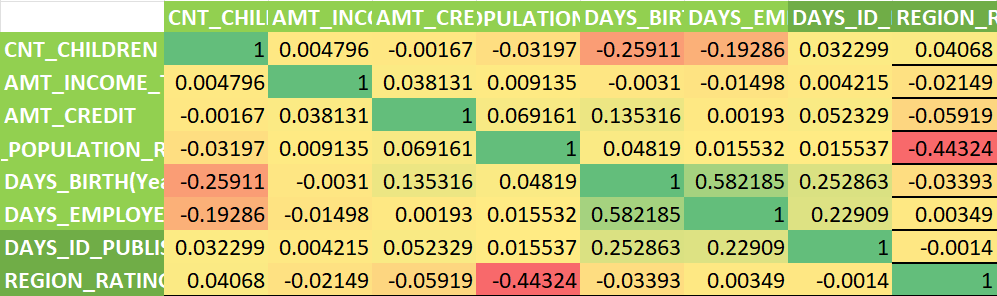 CNT_CHIL AMT_INCO AMT_CRE OPULATION DAYS_BIR DAYS_EM DAYS_ID_ REGION_R
CNT_CHILDREN 1 0.004796 -0.00167 -0.03197 -0.25911 -0.19286 0.032299 0.04068
AMT_INCOME_T 0.004796 1 0.038131 0.009135 -0.0031 -0.01498 0.004215 -0.02149
AMT_CREDIT -0.00167 0.038131 1 0.069161 0.135316 0.00193 0.052329 -0.05919
_POPULATION_R -0.03197 0.009135 0.069161 1 0.04819 0.015532 0.015537 -0.44324
DAYS_BIRTH(Yea -0.25911 -0.0031 0.135316 0.04819 1 0.582185 0.252863 -0.03393
DAYS_EMPLOYE -0.19286 -0.01498 0.00193 0.015532 0.582185 1 0.22909 0.00349
DAYS_ID_PUBLIS 0.032299 0.004215 0.052329 0.015537 0.252863 0.22909 1 -0.0014
REGION_RATING 0.04068 -0.02149 -0.05919 -0.44324 -0.03393 0.00349 -0.0014 1